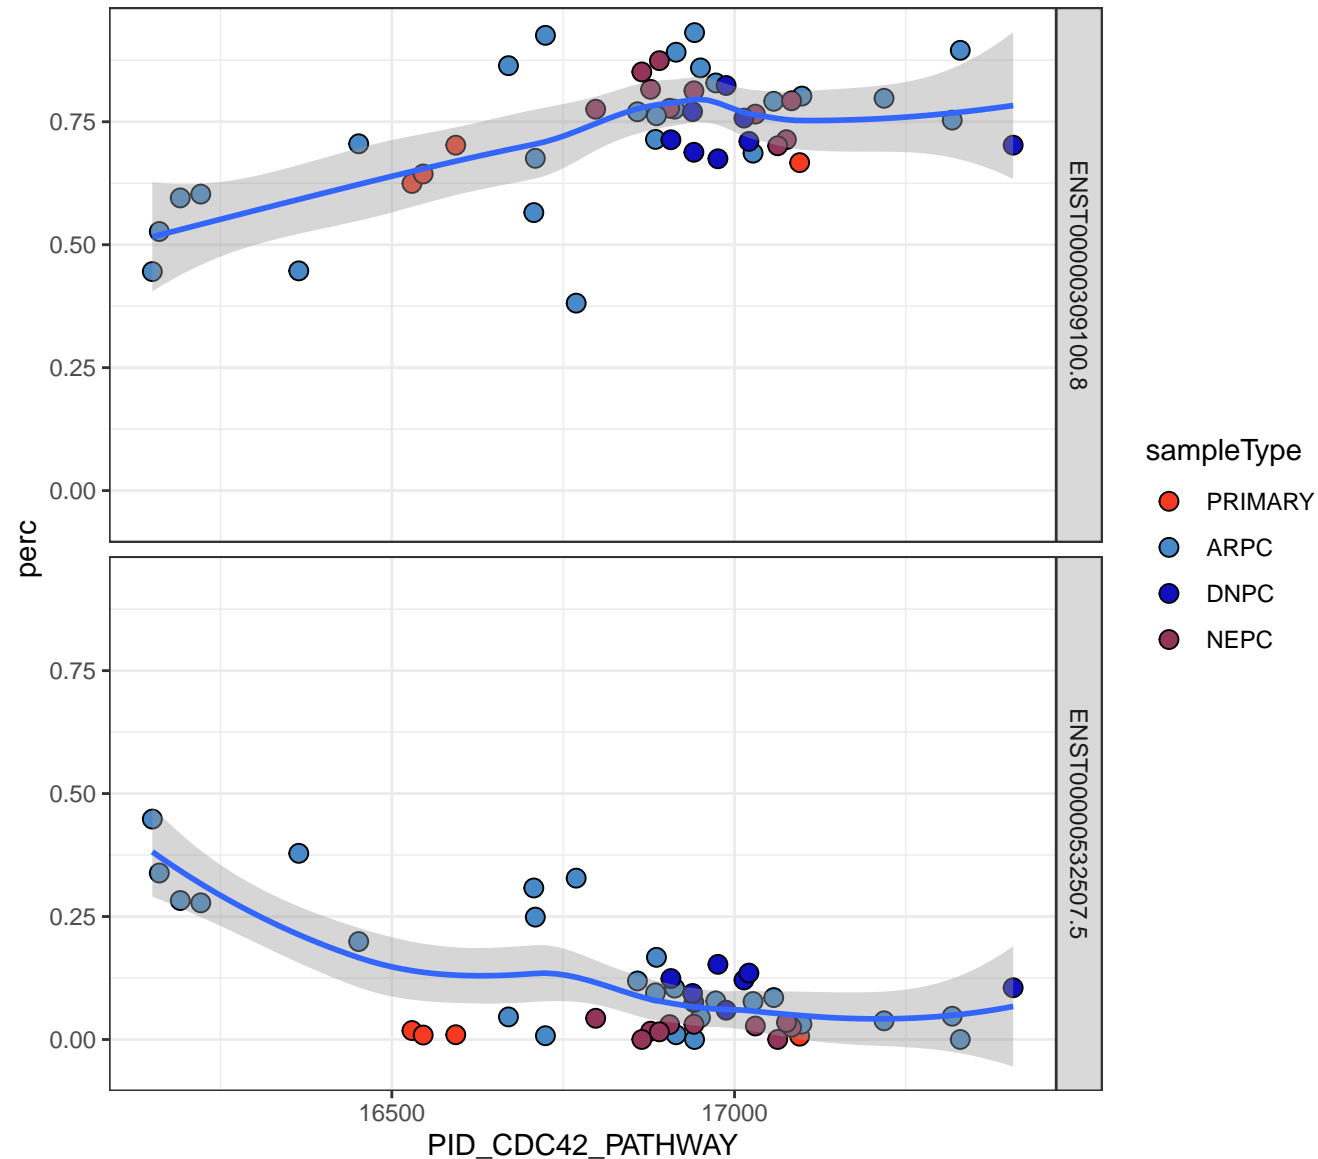 perc
0.75
0.50
0.25
0.00
ENST00000309100.8
0.75
0.50
0.25
0.00
ENST00000532507.5
16500
17000
PID_CDC42_PATHWAY
sampleType
PRIMARY
ARPC
DNPC
NEPC